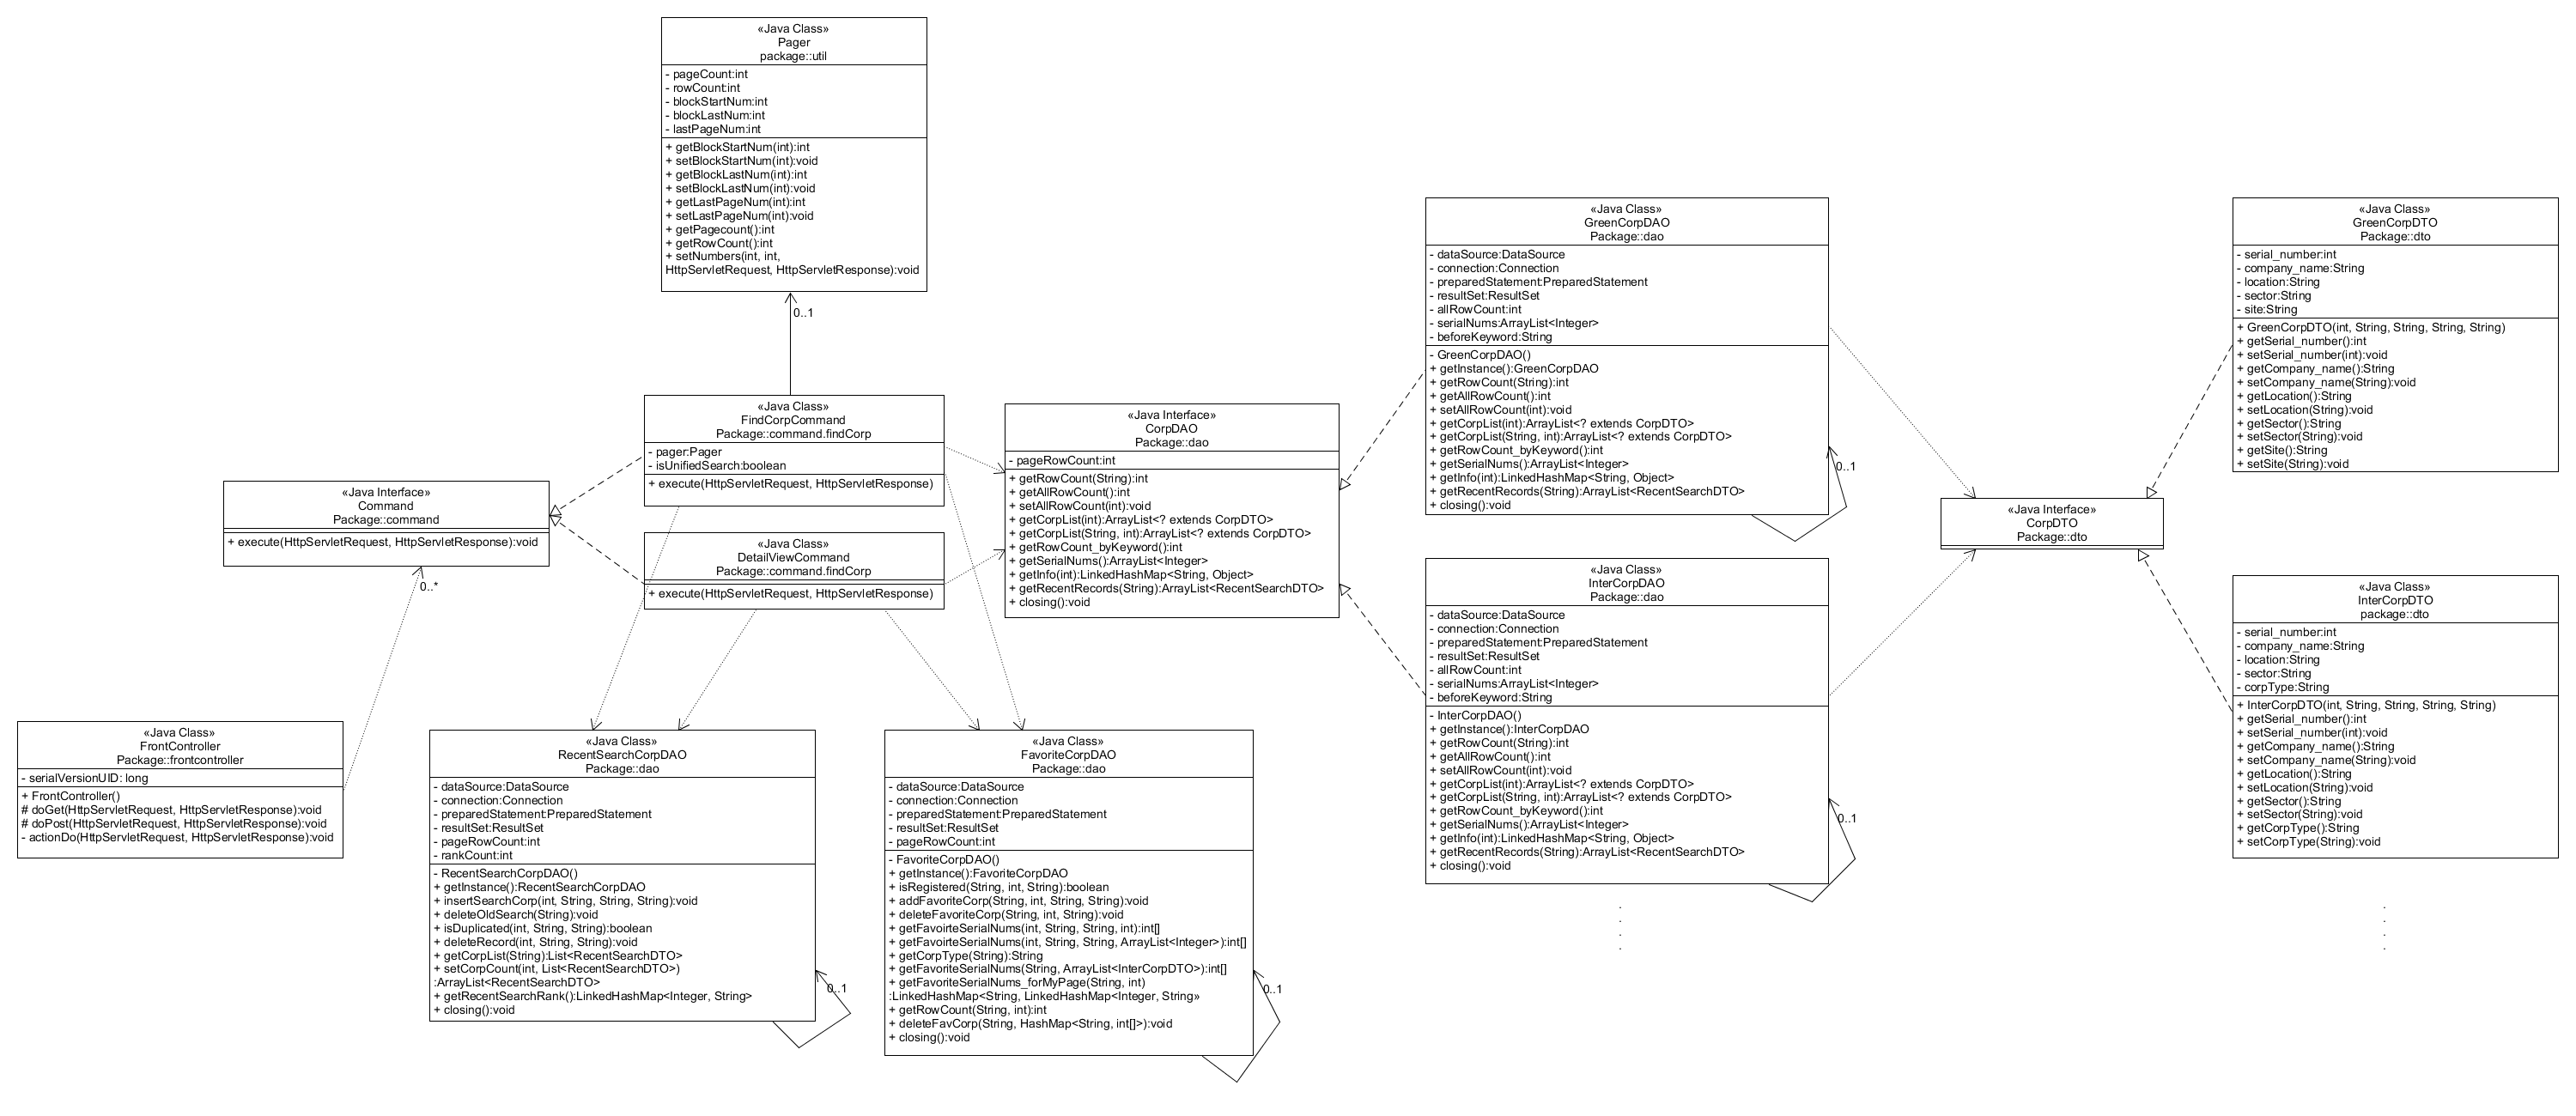 «Java Class»
Pager
package::util
- pageCount:int
- rowCount:int
- blockStartNum:int
- blockLastNum:int
- lastPageNum:int
+ getBlockStartNum(int):int
+ setBlockStartNum(int):void
+ getBlockLastNum(int):int
+ setBlockLastNum(int):void
+ getLastPageNum(int):int
+ setLastPageNum(int):void
+ getPagecount():int
+ getRowCount():int
+ setNumbers(int, int,
HttpServletRequest, HttpServletResponse):void
0..1
«Java Class»
FindCorpCommand
Package::command.findCorp
- pager:Pager
- isUnifiedSearch:boolean
+ execute(HttpServletRequest, HttpServletResponse)
«Java Interface»
Command
Package::command
+ execute(HttpServletRequest, HttpServletResponse):void
0..*
«Java Class»
DetailViewCommand
Package::command.findCorp
+ execute(HttpServletRequest, HttpServletResponse)
«Java Class»
FrontController
Package::frontcontroller
- serialVersionUID: long
+ FrontController()
# doGet(HttpServletRequest, HttpServletResponse):void
# doPost(HttpServletRequest, HttpServletResponse):void
- actionDo(HttpServletRequest, HttpServletResponse):void
«Java Class»
RecentSearchCorpDAO
Package::dao
- dataSource:DataSource
- connection:Connection
- preparedStatement:PreparedStatement
- resultSet:ResultSet
- pageRowCount:int
- rankCount:int
- RecentSearchCorpDAO()
+ getInstance():RecentSearchCorpDAO
+ insertSearchCorp(int, String, String, String):void
+ deleteOldSearch(String):void
+ isDuplicated(int, String, String):boolean
+ deleteRecord(int, String, String):void
+ getCorpList(String):List<RecentSearchDTO>
+ setCorpCount(int, List<RecentSearchDTO>)
:ArrayList<RecentSearchDTO>
+ getRecentSearchRank():LinkedHashMap<Integer, String>
+ closing():void
0..1
«Java Class»
FavoriteCorpDAO
Package::dao
- dataSource:DataSource
- connection:Connection
- preparedStatement:PreparedStatement
- resultSet:ResultSet
- pageRowCount:int
- FavoriteCorpDAO()
+ getInstance():FavoriteCorpDAO
+ isRegistered(String, int, String):boolean
+ addFavoriteCorp(String, int, String, String):void
+ deleteFavoriteCorp(String, int, String):void
+ getFavoirteSerialNums(int, String, String, int):int[]
+ getFavoirteSerialNums(int, String, String, ArrayList<Integer>):int[]
+ getCorpType(String):String
+ getFavoriteSerialNums(String, ArrayList<InterCorpDTO>):int[]
+ getFavoriteSerialNums_forMyPage(String, int)
:LinkedHashMap<String, LinkedHashMap<Integer, String»
+ getRowCount(String, int):int
+ deleteFavCorp(String, HashMap<String, int[]>):void
+ closing():void
0..1
«Java Interface»
CorpDAO
Package::dao
- pageRowCount:int
+ getRowCount(String):int
+ getAllRowCount():int
+ setAllRowCount(int):void
+ getCorpList(int):ArrayList<? extends CorpDTO>
+ getCorpList(String, int):ArrayList<? extends CorpDTO>
+ getRowCount_byKeyword():int
+ getSerialNums():ArrayList<Integer>
+ getInfo(int):LinkedHashMap<String, Object>
+ getRecentRecords(String):ArrayList<RecentSearchDTO>
+ closing():void
«Java Class»
GreenCorpDAO
Package::dao
- dataSource:DataSource
- connection:Connection
- preparedStatement:PreparedStatement
- resultSet:ResultSet
- allRowCount:int
- serialNums:ArrayList<Integer>
- beforeKeyword:String
- GreenCorpDAO()
+ getInstance():GreenCorpDAO
+ getRowCount(String):int
+ getAllRowCount():int
+ setAllRowCount(int):void
+ getCorpList(int):ArrayList<? extends CorpDTO>
+ getCorpList(String, int):ArrayList<? extends CorpDTO>
+ getRowCount_byKeyword():int
+ getSerialNums():ArrayList<Integer>
+ getInfo(int):LinkedHashMap<String, Object>
+ getRecentRecords(String):ArrayList<RecentSearchDTO>
+ closing():void
0..1
«Java Class»
InterCorpDAO
Package::dao
- dataSource:DataSource
- connection:Connection
- preparedStatement:PreparedStatement
- resultSet:ResultSet
- allRowCount:int
- serialNums:ArrayList<Integer>
- beforeKeyword:String
- InterCorpDAO()
+ getInstance():InterCorpDAO
+ getRowCount(String):int
+ getAllRowCount():int
+ setAllRowCount(int):void
+ getCorpList(int):ArrayList<? extends CorpDTO>
+ getCorpList(String, int):ArrayList<? extends CorpDTO>
+ getRowCount_byKeyword():int
+ getSerialNums():ArrayList<Integer>
+ getInfo(int):LinkedHashMap<String, Object>
+ getRecentRecords(String):ArrayList<RecentSearchDTO>
+ closing():void
0..1
.
.
.
.
«Java Interface»
CorpDTO
Package::dto
«Java Class»
GreenCorpDTO
Package::dto
- serial_number:int
- company_name:String
- location:String
- sector:String
- site:String
+ GreenCorpDTO(int, String, String, String, String)
+ getSerial_number():int
+ setSerial_number(int):void
+ getCompany_name():String
+ setCompany_name(String):void
+ getLocation():String
+ setLocation(String):void
+ getSector():String
+ setSector(String):void
+ getSite():String
+ setSite(String):void
«Java Class»
InterCorpDTO
package::dto
- serial_number:int
- company_name:String
- location:String
- sector:String
- corpType:String
+ InterCorpDTO(int, String, String, String, String)
+ getSerial_number():int
+ setSerial_number(int):void
+ getCompany_name():String
+ setCompany_name(String):void
+ getLocation():String
+ setLocation(String):void
+ getSector():String
+ setSector(String):void
+ getCorpType():String
+ setCorpType(String):void
.
.
.
.